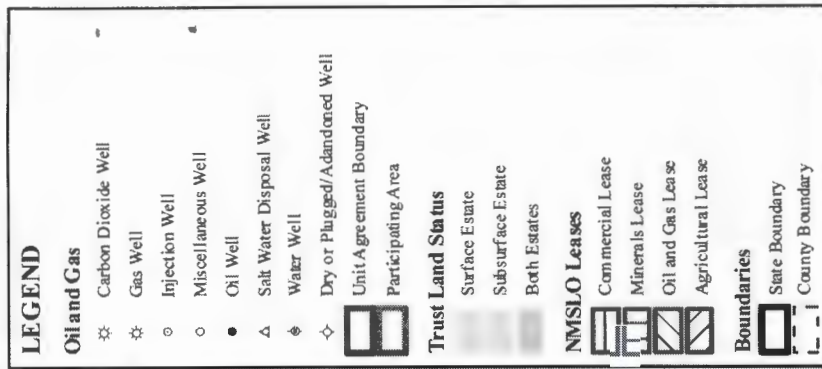 LEGEND
Oil and Gas
Carbon Dioxide Well
Gas Well
Injection Well
Miscellaneous Well
Oil Well
Salt Water Disposal Well
Water Well
Dry or Plugged/Adandoned Well
Unit Agreement Boundary
Participating Area
Trust Land Status
Surface Estate
Subsurface Estate
Both Estates
NMSLO Leases
Commercial Lease
Minerals Lease
Oil and Gas Lease
Agricultural Lease
Boundaries
State Boundary
County Boundary